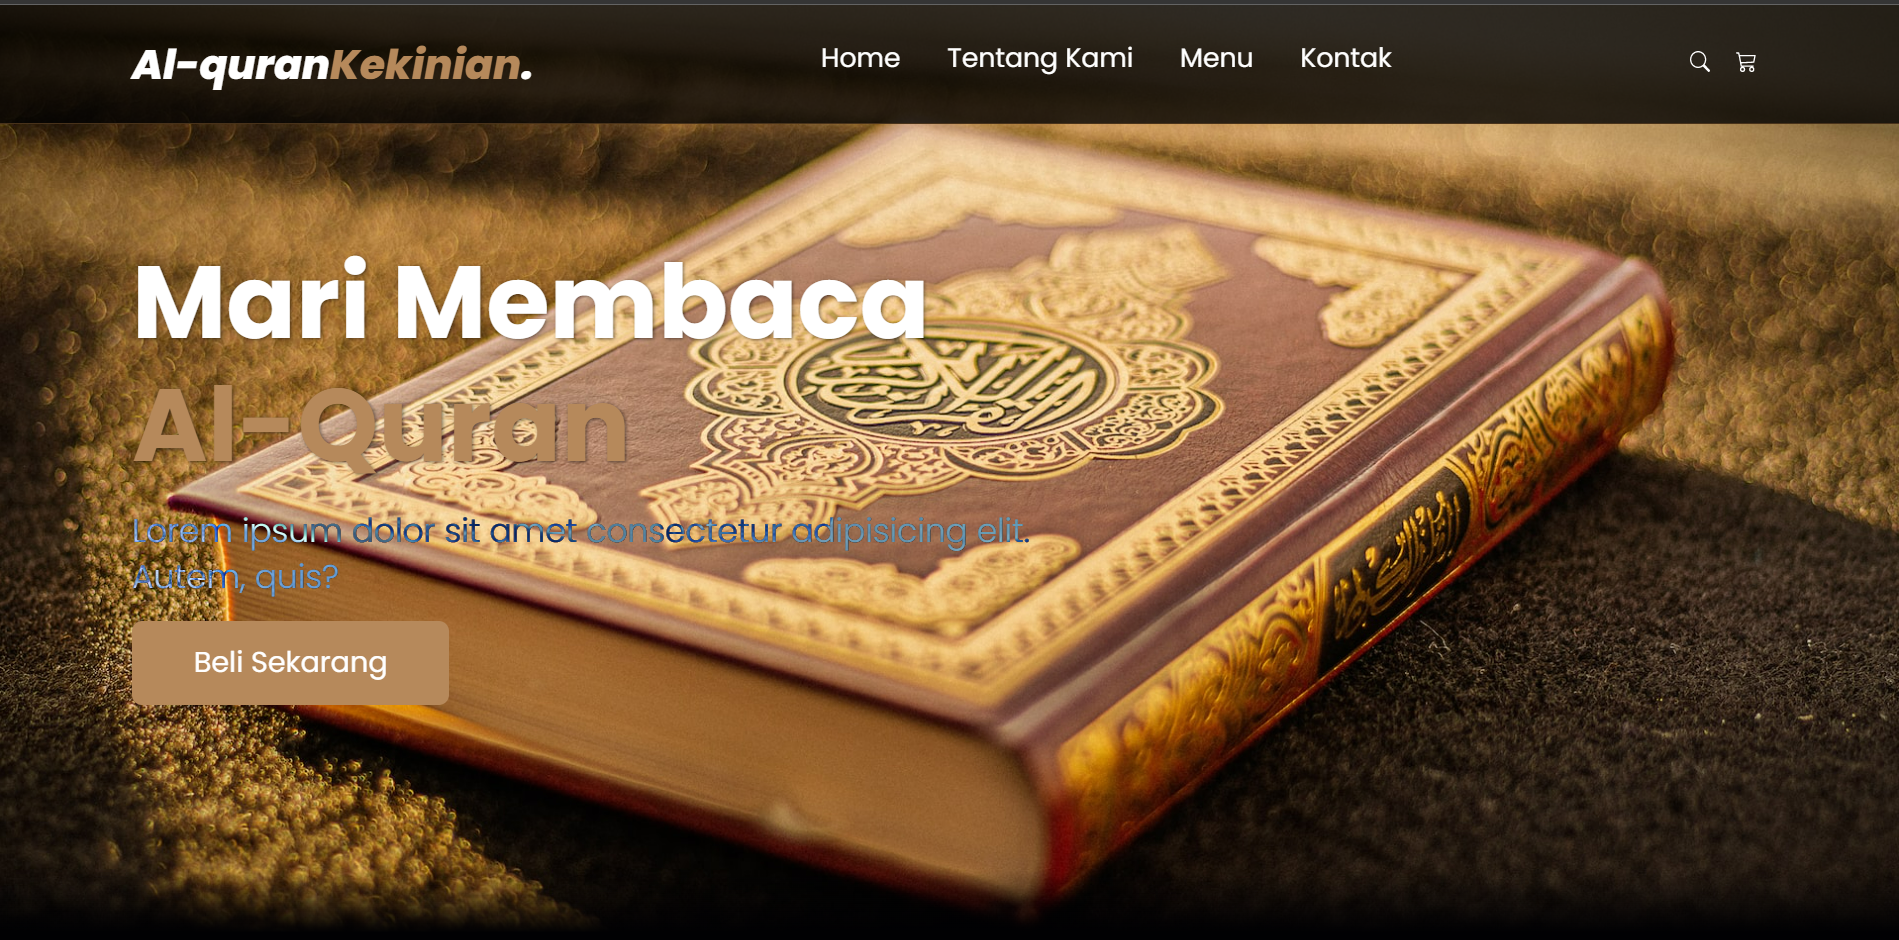 Al-quranKekinian.
Home Tentang Kami Menu Kontak
Mari Membaca
Al-Quran
Lorem ipsum dolor sit amet consectetur adipisicing elit.
Autem, quis?
Beli Sekarang